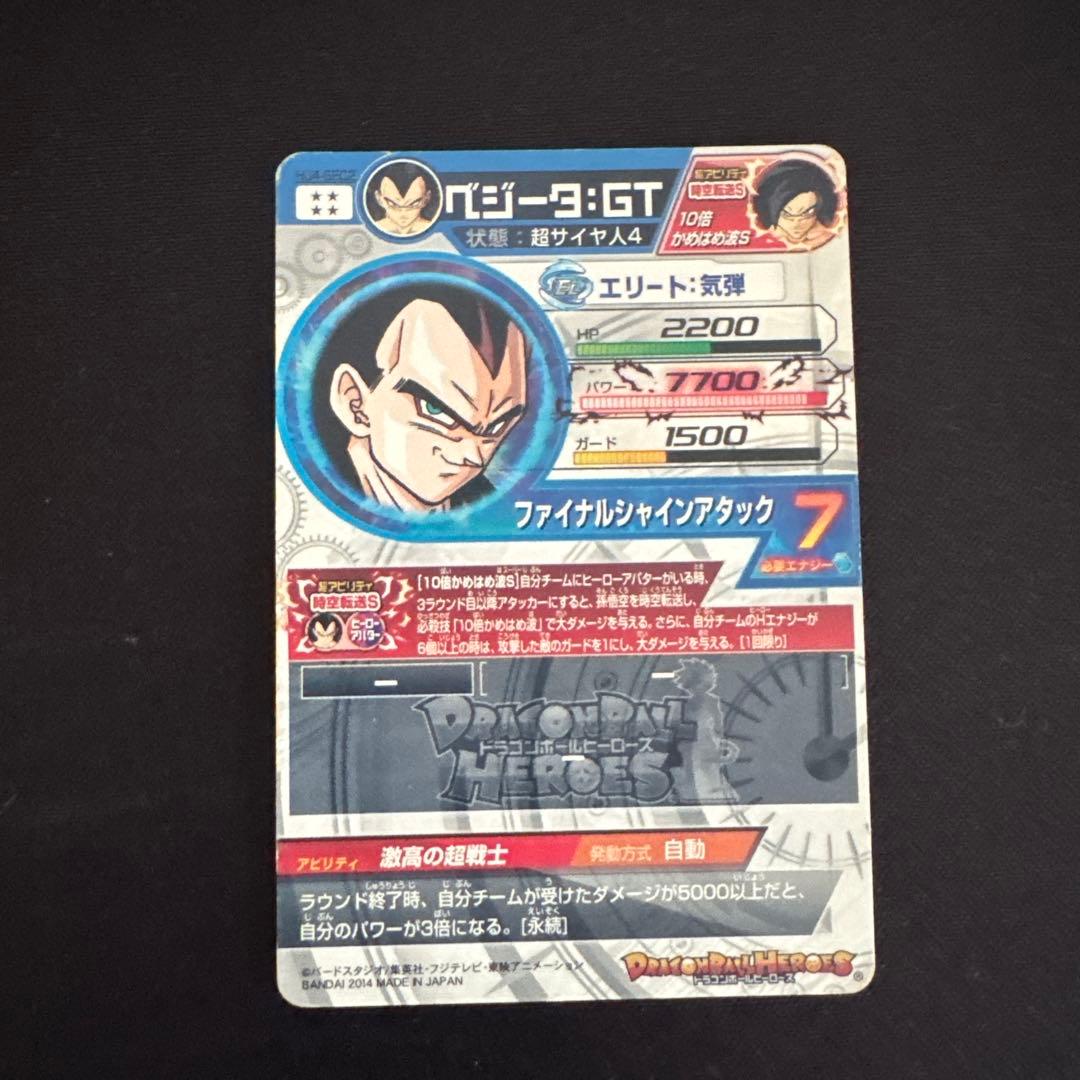 HJ4-SEC2
★★
★★
ベジータ:GT
状態：超サイヤ人4
超アビリティ
時空転送S
10倍
かめはめ波S
EL エリート:気弾
HP 2200
パワー 7700
ガード 1500
ファイナルシャインアタック 7
必要エナジー
超アビリティ
時空転送S
ヒーロー
アバター
[10倍かめはめ波S]自分チームにヒーローアバターがいる時、
3ラウンド目以降アタッカーにすると、孫悟空を時空転送し、
必殺技「10倍かめはめ波」で大ダメージを与える。さらに、自分チームのHエナジーが
6個以上の時は、攻撃した敵のガードを1にし、大ダメージを与える。[1回限り]
ー [ ー ]
DRAGONBALL
ドラゴンボールヒーローズ
HEROES
ー
アビリティ 激高の超戦士 発動方式 自動
ラウンド終了時、自分チームが受けたダメージが5000以上だと、
自分のパワーが3倍になる。[永続]
©バードスタジオ/集英社・フジテレビ・東映アニメーション
BANDAI 2014 MADE IN JAPAN
DRAGONBALL HEROES
ドラゴンボールヒーローズ ®